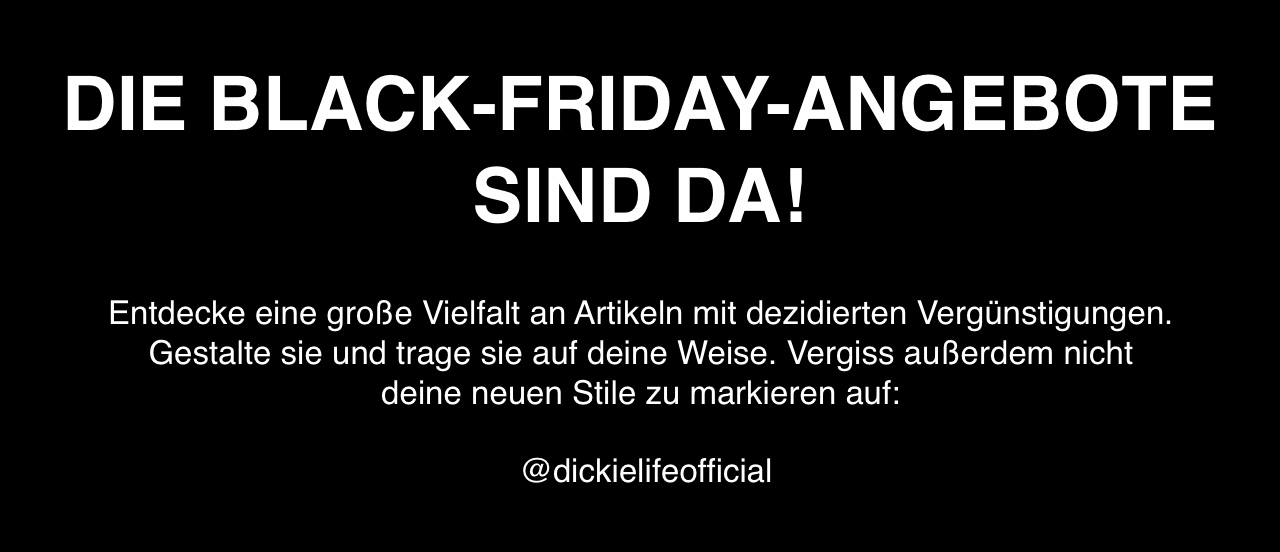 DIE BLACK-FRIDAY-ANGEBOTE
SIND DA!
Entdecke eine große Vielfalt an Artikeln mit dezidierten Vergünstigungen.
Gestalte sie und trage sie auf deine Weise. Vergiss außerdem nicht
deine neuen Stile zu markieren auf:
@dickielifeofficial